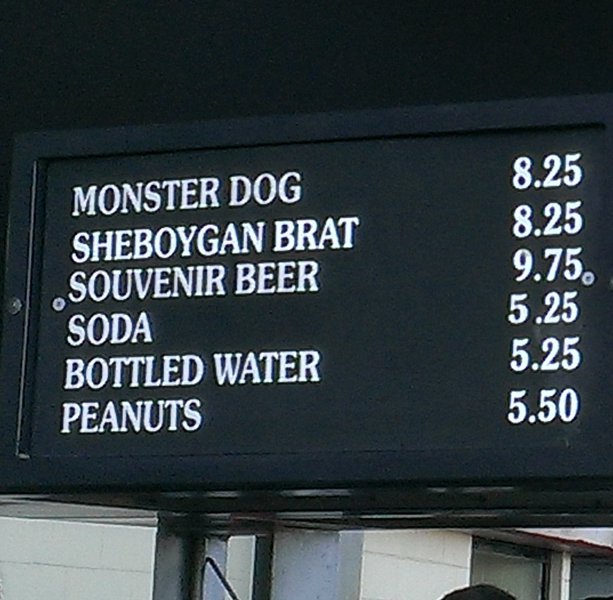 MONSTER DOG 8.25
SHEBOYGAN BRAT 8.25
SOUVENIR BEER 9.75
SODA 5.25
BOTTLED WATER 5.25
PEANUTS 5.50